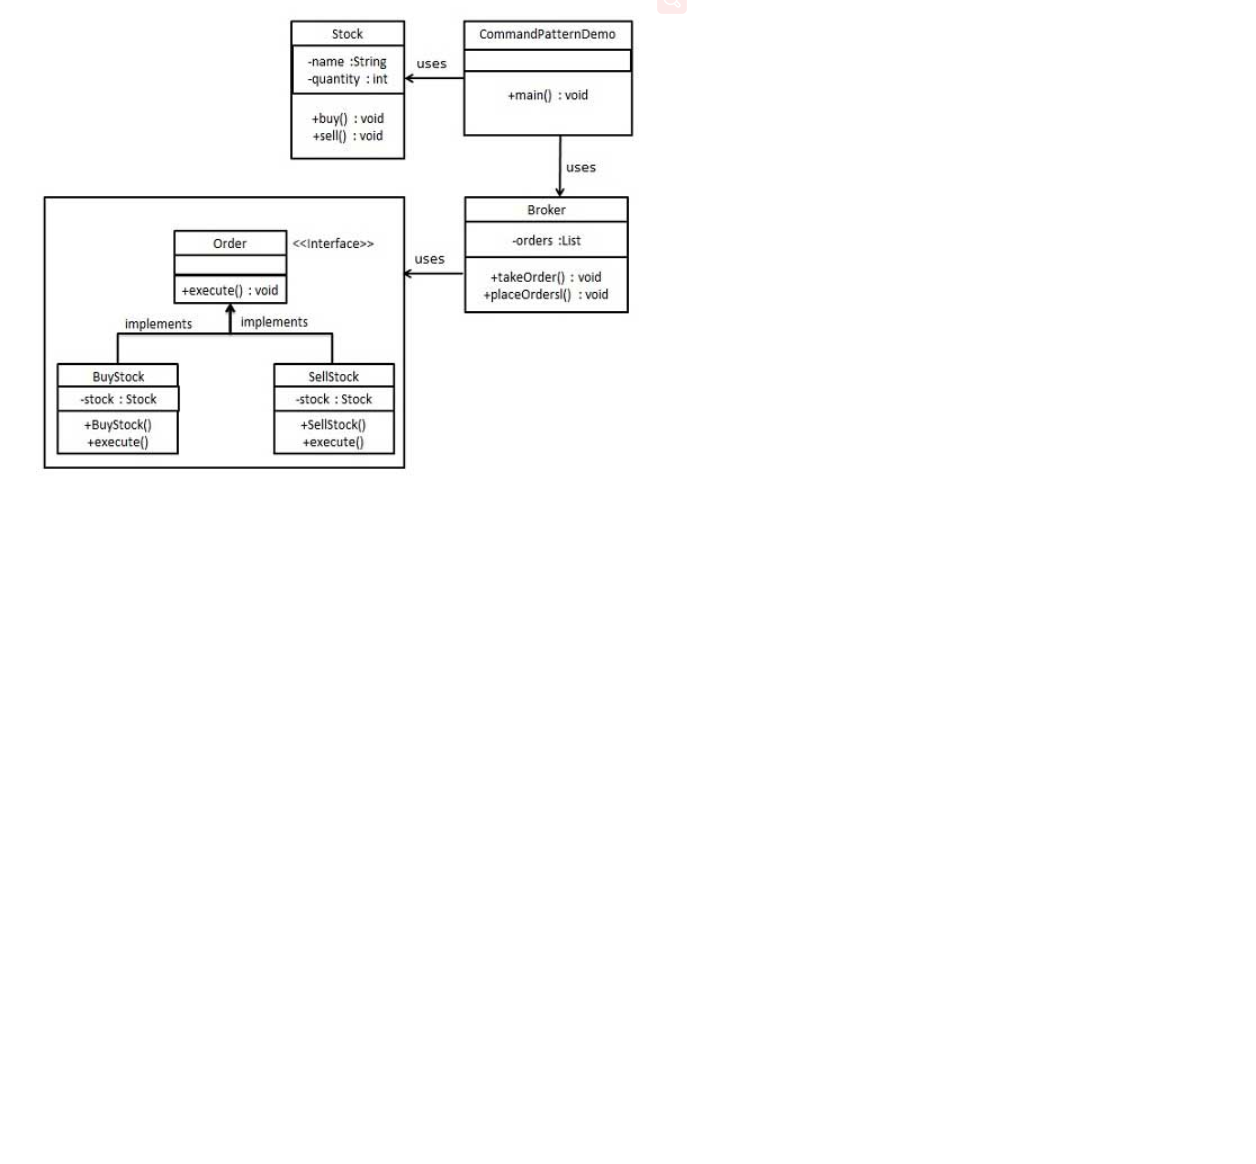 Stock
-name :String
-quantity : int
+buy() : void
+sell() : void
uses
CommandPatternDemo
+main() : void
uses
Broker
-orders :List
+takeOrder() : void
+placeOrdersl() : void
uses
Order
<<Interface>>
+execute() : void
implements
implements
BuyStock
-stock : Stock
+BuyStock()
+execute()
SellStock
-stock : Stock
+SellStock()
+execute()